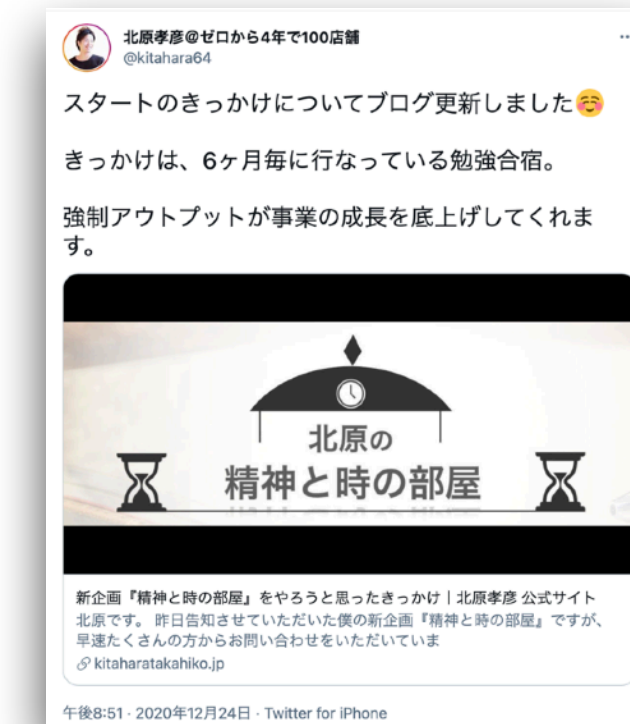 北原孝彦@ゼロから4年で100店舗
@kitahara64
スタートのきっかけについてブログ更新しました
きっかけは、6ヶ月毎に行なっている勉強合宿。
強制アウトプットが事業の成長を底上げしてくれま
す。
北原の
精神と時の部屋
新企画『精神と時の部屋』をやろうと思ったきっかけ | 北原孝彦 公式サイト
北原です。 昨日告知させていただいた僕の新企画『精神と時の部屋』ですが、
早速たくさんの方からお問い合わせをいただいていま
kitaharatakahiko.jp
午後8:51 · 2020年12月24日 · Twitter for iPhone